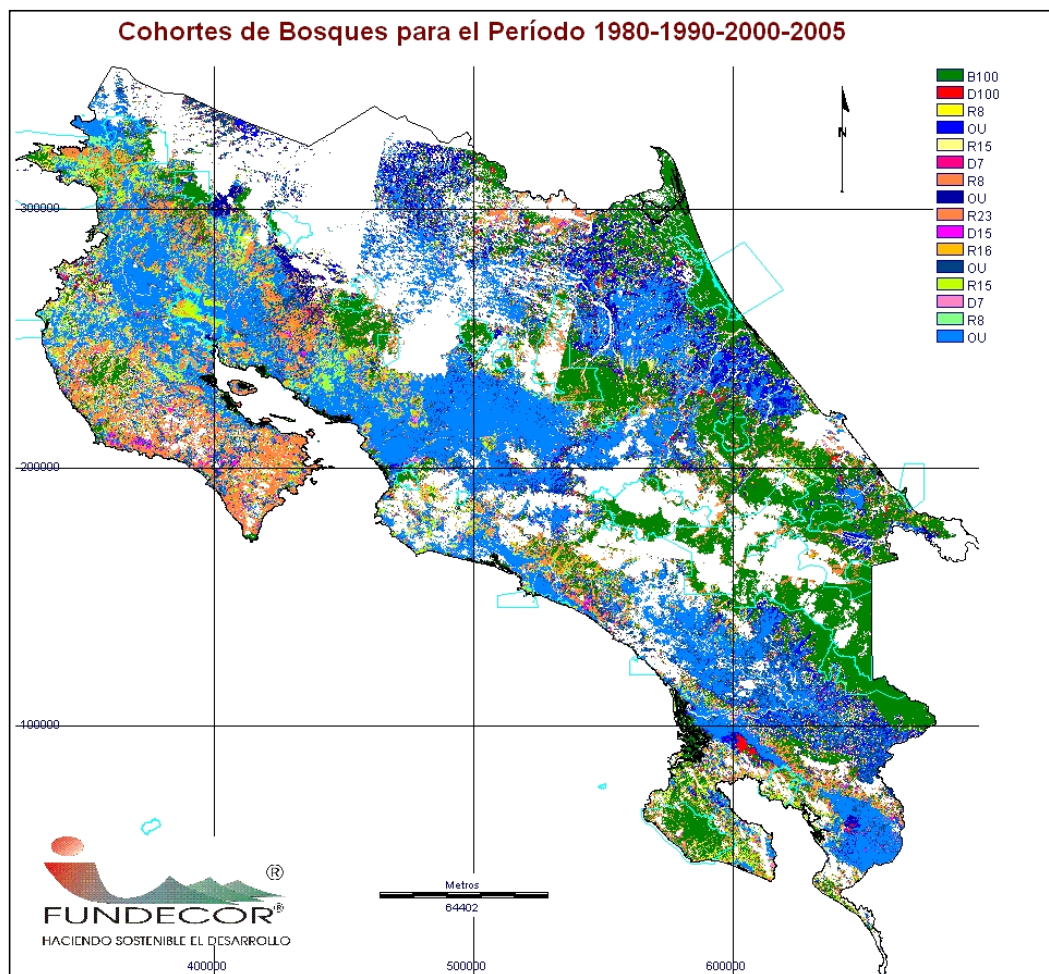 Cohortes de Bosques para el Período 1980-1990-2000-2005
B100
D100
R8
OU
R15
D7
R8
OU
R23
D15
R16
OU
R15
D7
R8
OU
N
300000
200000
100000
400000
500000
600000
Metros
64402
®
FUNDECOR®
HACIENDO SOSTENIBLE EL DESARROLLO